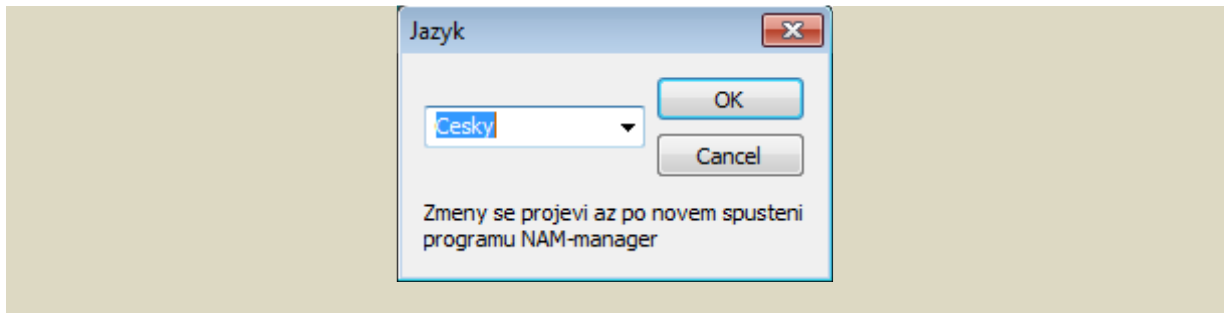 Jazyk
OK
Cesky
Cancel
Zmeny se projevi az po novem spusteni
programu NAM-manager